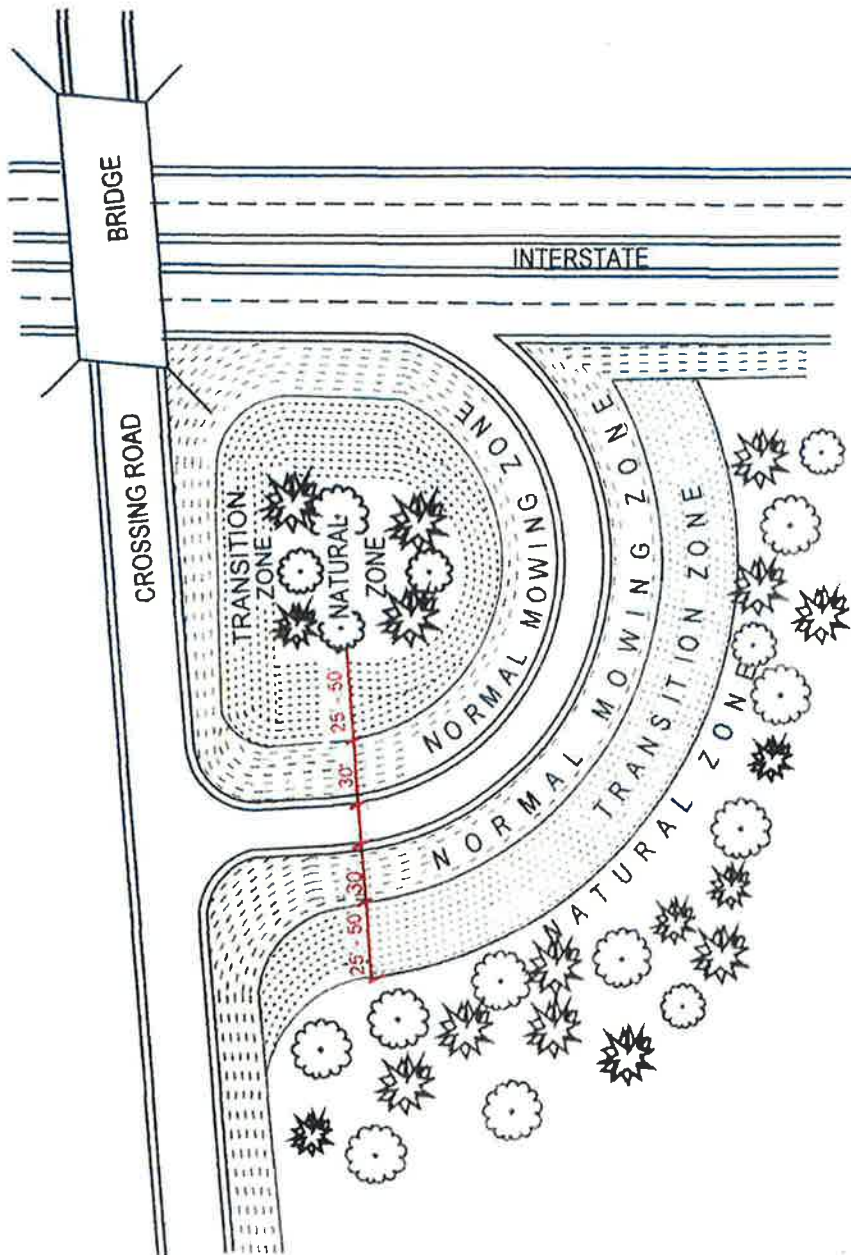 BRIDGE
INTERSTATE
CROSSING ROAD
TRANSITION
ZONE
NATURAL
ZONE
NORMAL MOWING ZONE
NORMAL MOWING ZONE
TRANSITION ZONE
NATURAL ZONE
25' - 50'
30'
30'
25' - 50'